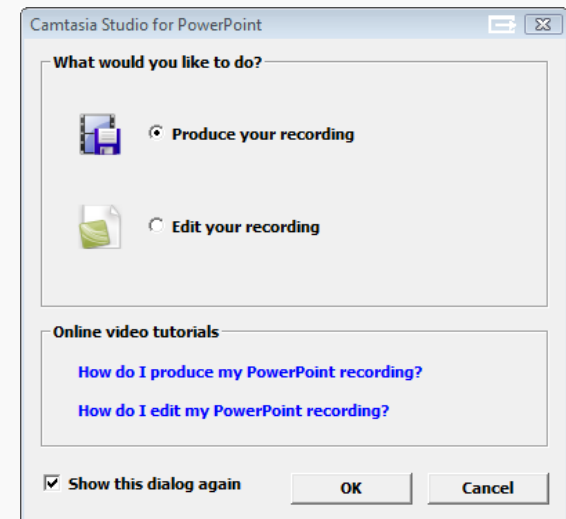 Camtasia Studio for PowerPoint
What would you like to do?
Produce your recording
Edit your recording
Online video tutorials
How do I produce my PowerPoint recording?
How do I edit my PowerPoint recording?
Show this dialog again
OK
Cancel